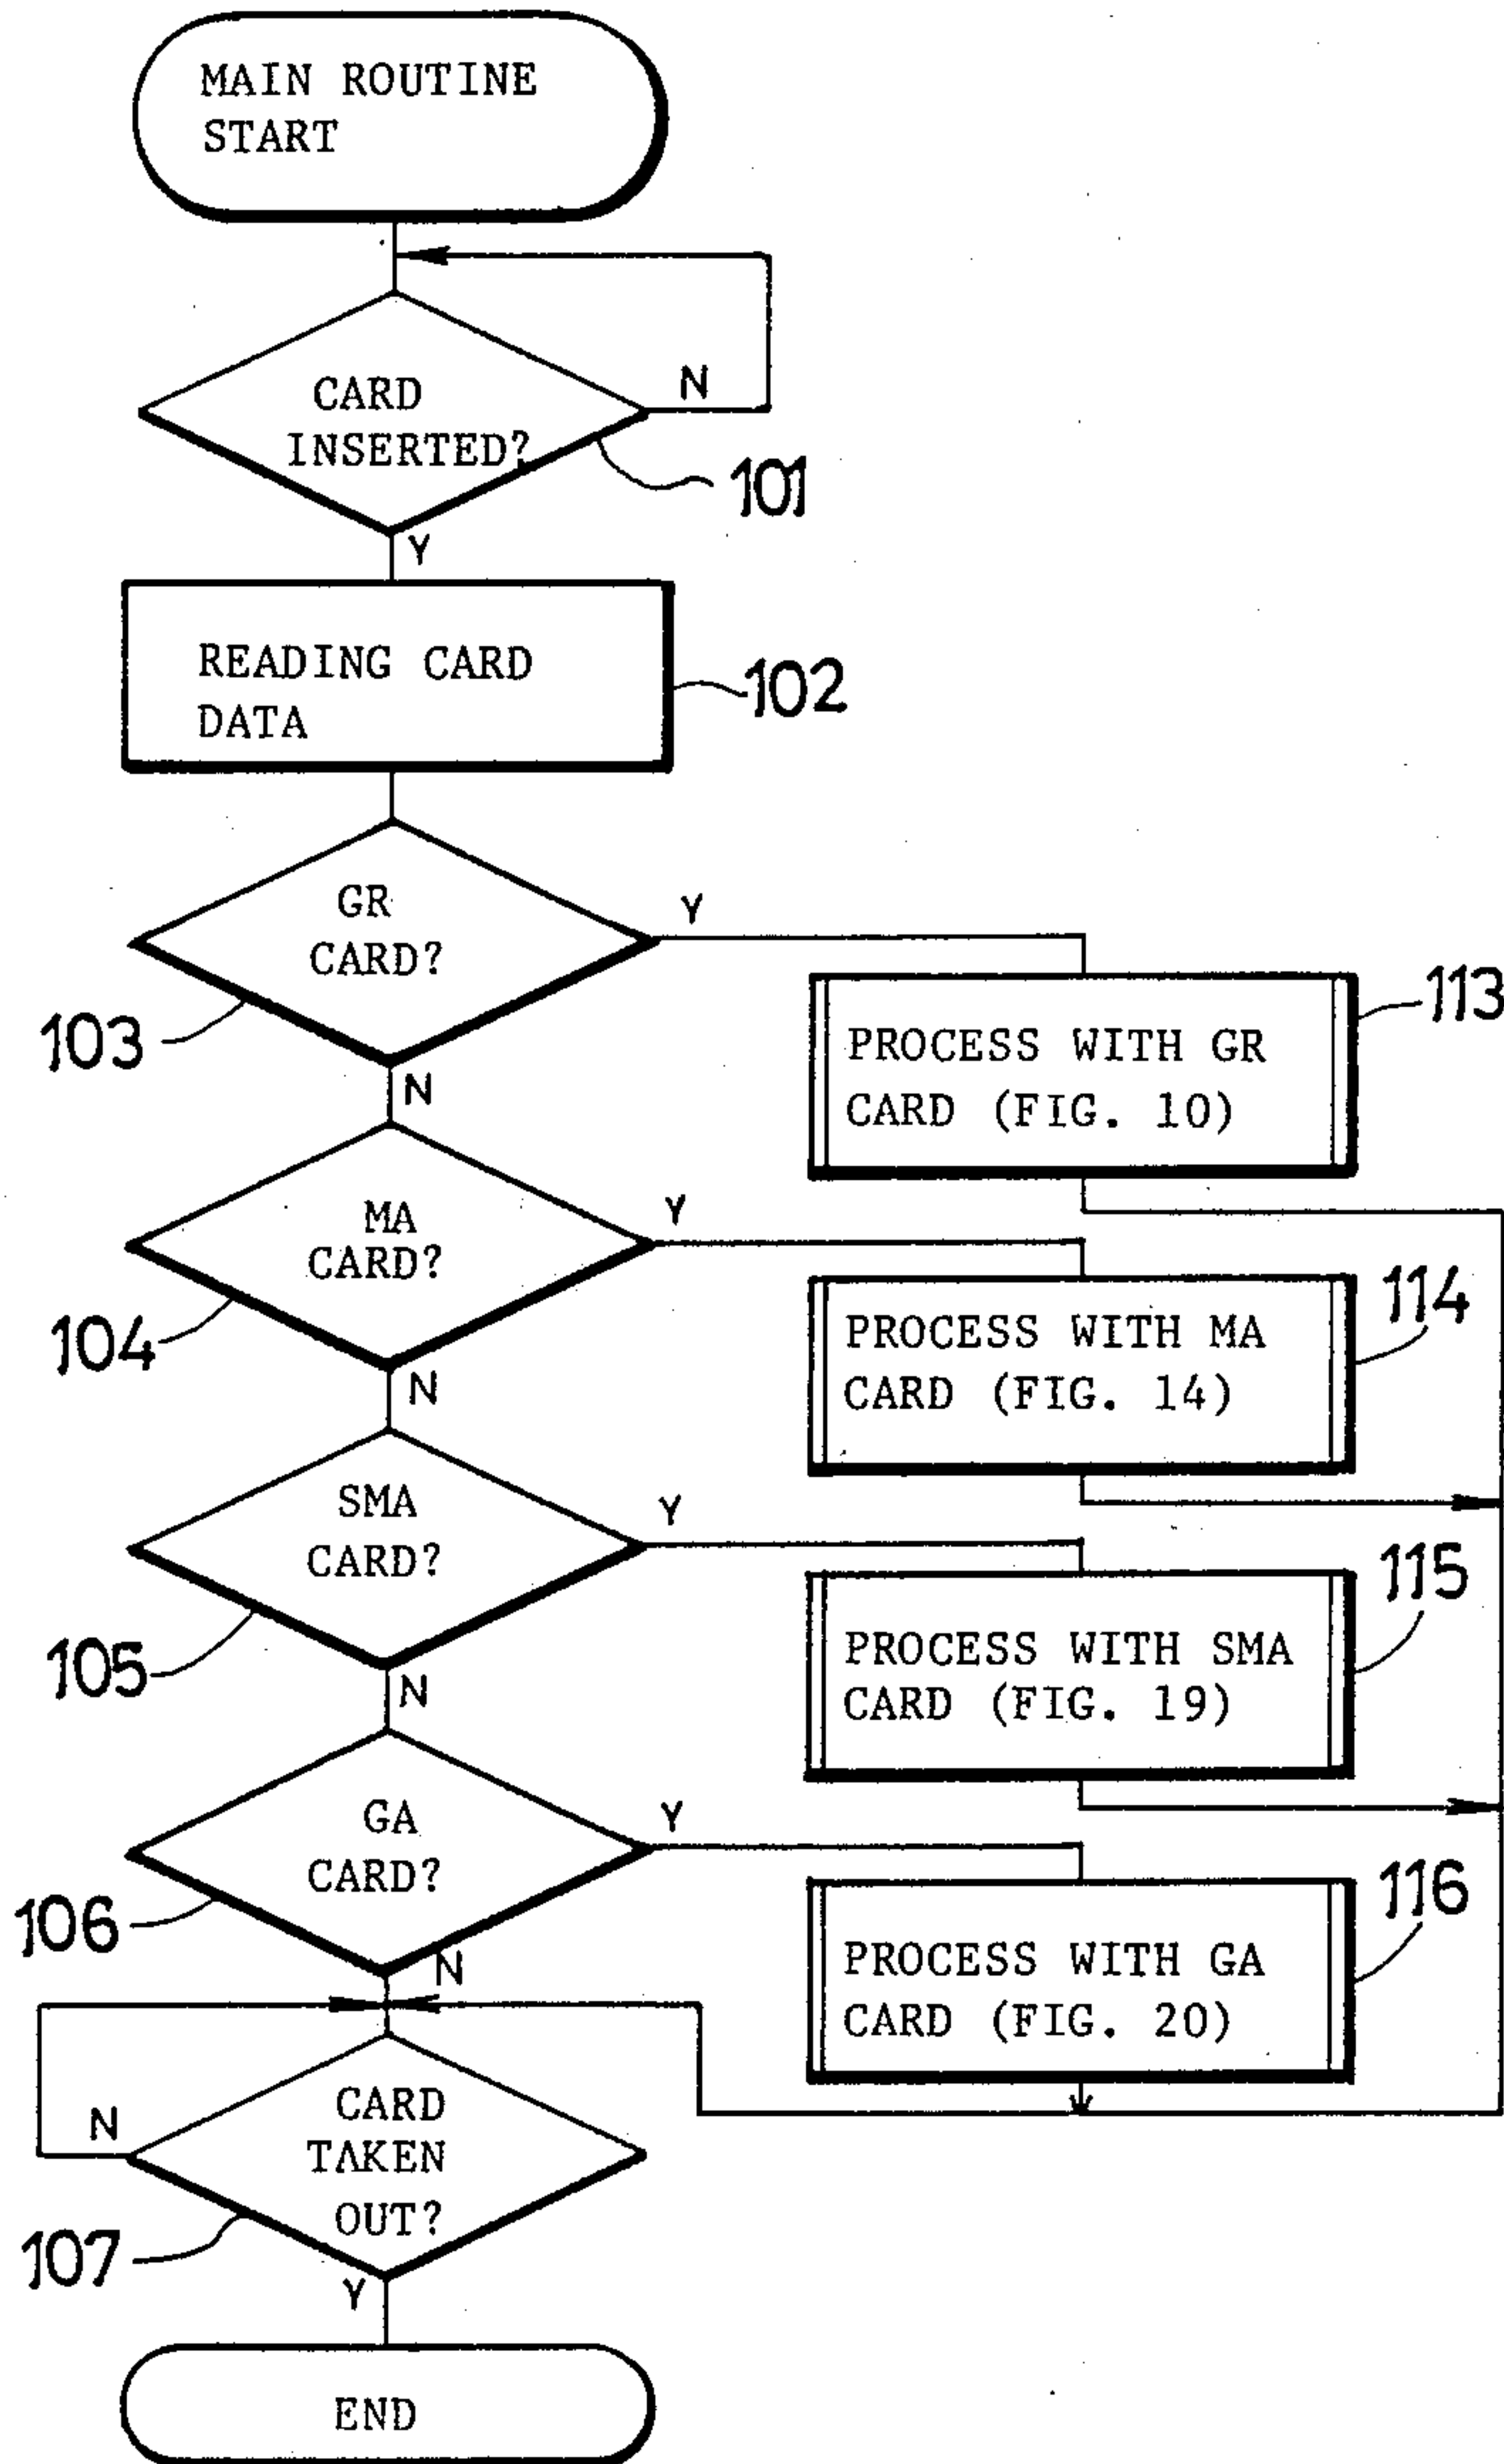 MAIN ROUTINE
START
CARD
INSERTED?
N
101
Y
READING CARD
DATA
102
GR
CARD?
Y
103
N
PROCESS WITH GR
CARD (FIG. 10)
113
MA
CARD?
Y
104
N
PROCESS WITH MA
CARD (FIG. 14)
114
SMA
CARD?
Y
105
N
PROCESS WITH SMA
CARD (FIG. 19)
115
GA
CARD?
Y
106
N
PROCESS WITH GA
CARD (FIG. 20)
116
CARD
TAKEN
OUT?
N
107
Y
END